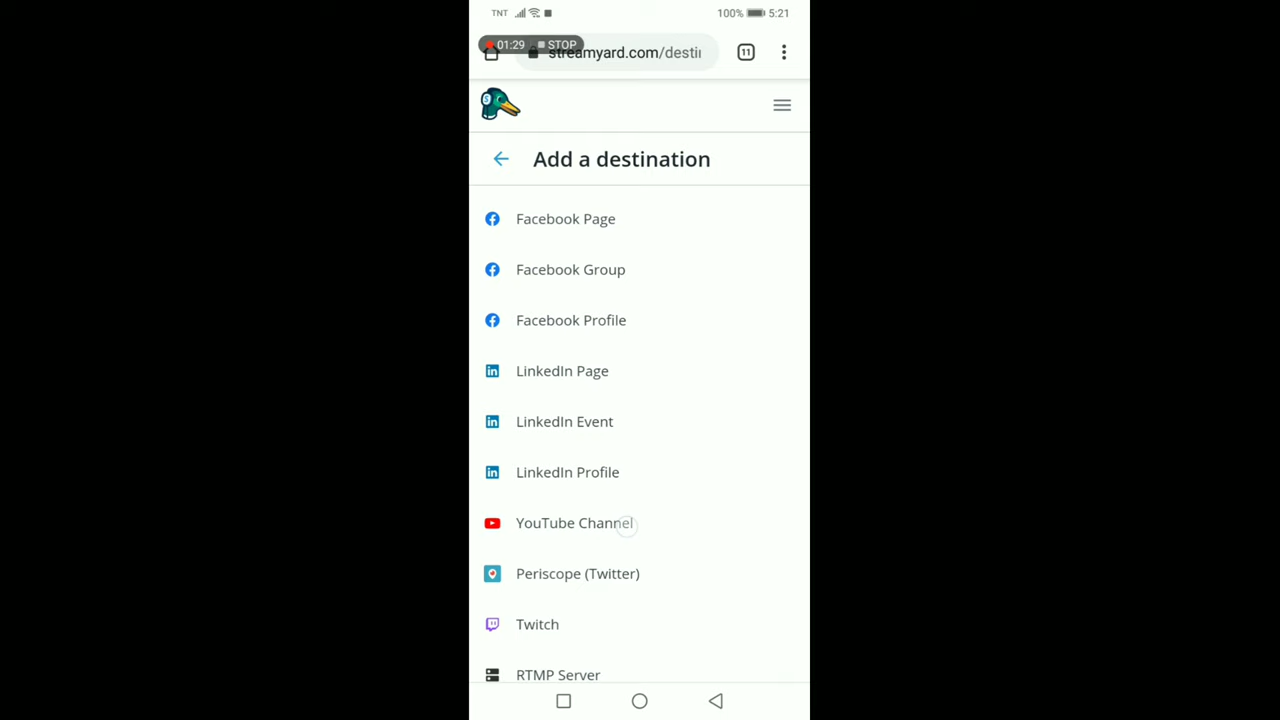 TNT 100% 5:21
01:29 STOP
streamyard.com/desti 11
Add a destination
Facebook Page
Facebook Group
Facebook Profile
LinkedIn Page
LinkedIn Event
LinkedIn Profile
YouTube Channel
Periscope (Twitter)
Twitch
RTMP Server